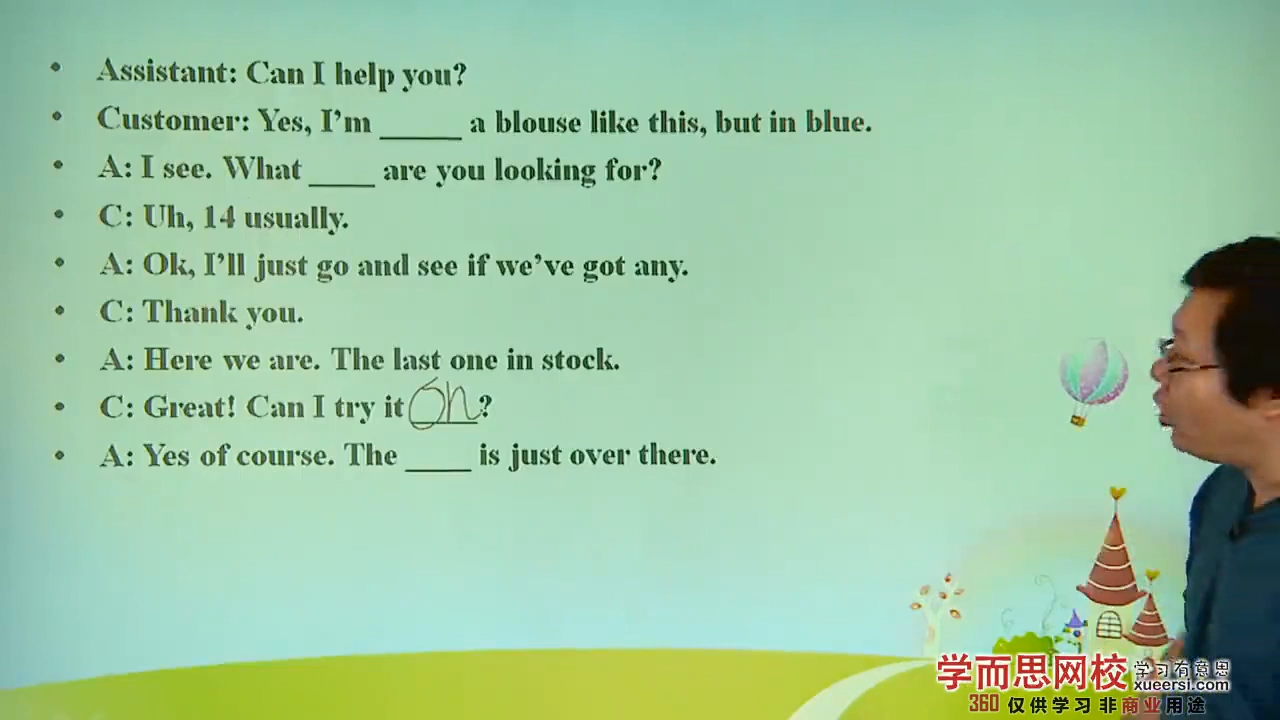 • Assistant: Can I help you?
• Customer: Yes, I'm _____ a blouse like this, but in blue.
• A: I see. What ____ are you looking for?
• C: Uh, 14 usually.
• A: Ok, I'll just go and see if we've got any.
• C: Thank you.
• A: Here we are. The last one in stock.
• C: Great! Can I try it on?
• A: Yes of course. The ____ is just over there.
学而思网校 学习有意思
xueersi.com
360 仅供学习 非商业用途